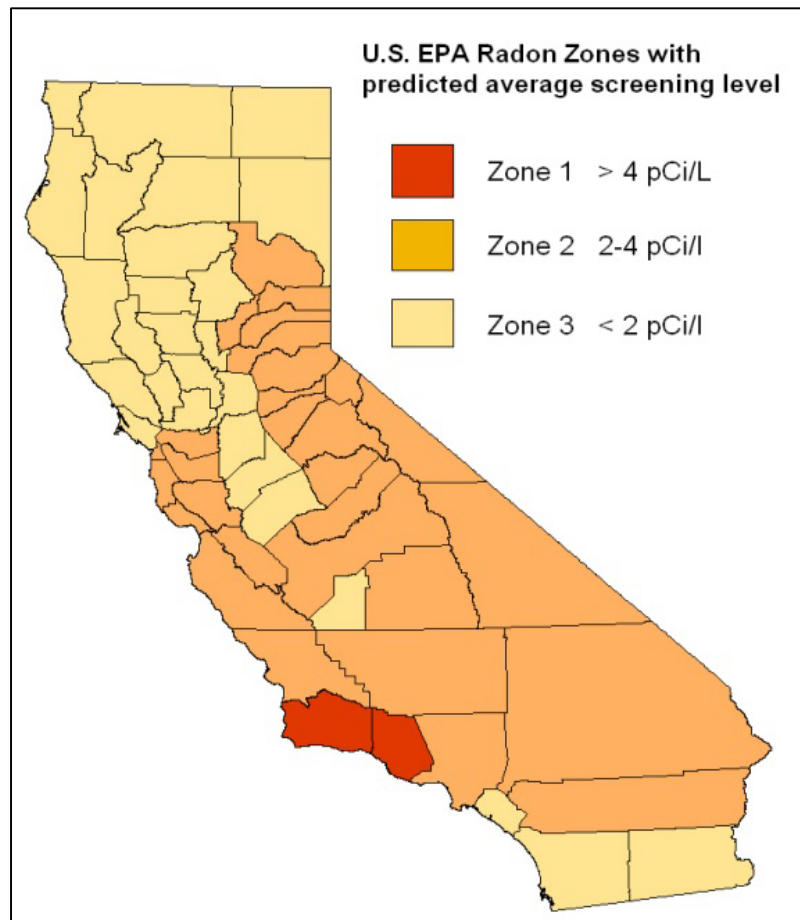 U.S. EPA Radon Zones with
predicted average screening level
Zone 1 > 4 pCi/L
Zone 2 2-4 pCi/l
Zone 3 < 2 pCi/l